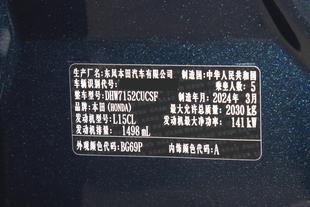 生产厂名:东风本田汽车有限公司 制造国:中华人民共和国
车辆识别代号: 乘坐人数:5
整车型号:DHW7152CUCSF 制造年月:2024年3月
品牌:本田(HONDA) 最大允许总质量:2030 kg
发动机型号:L15CL 发动机最大净功率:141 kW
发动机排量:1498 mL
外观颜色代码:BG69P 内饰颜色代码:A